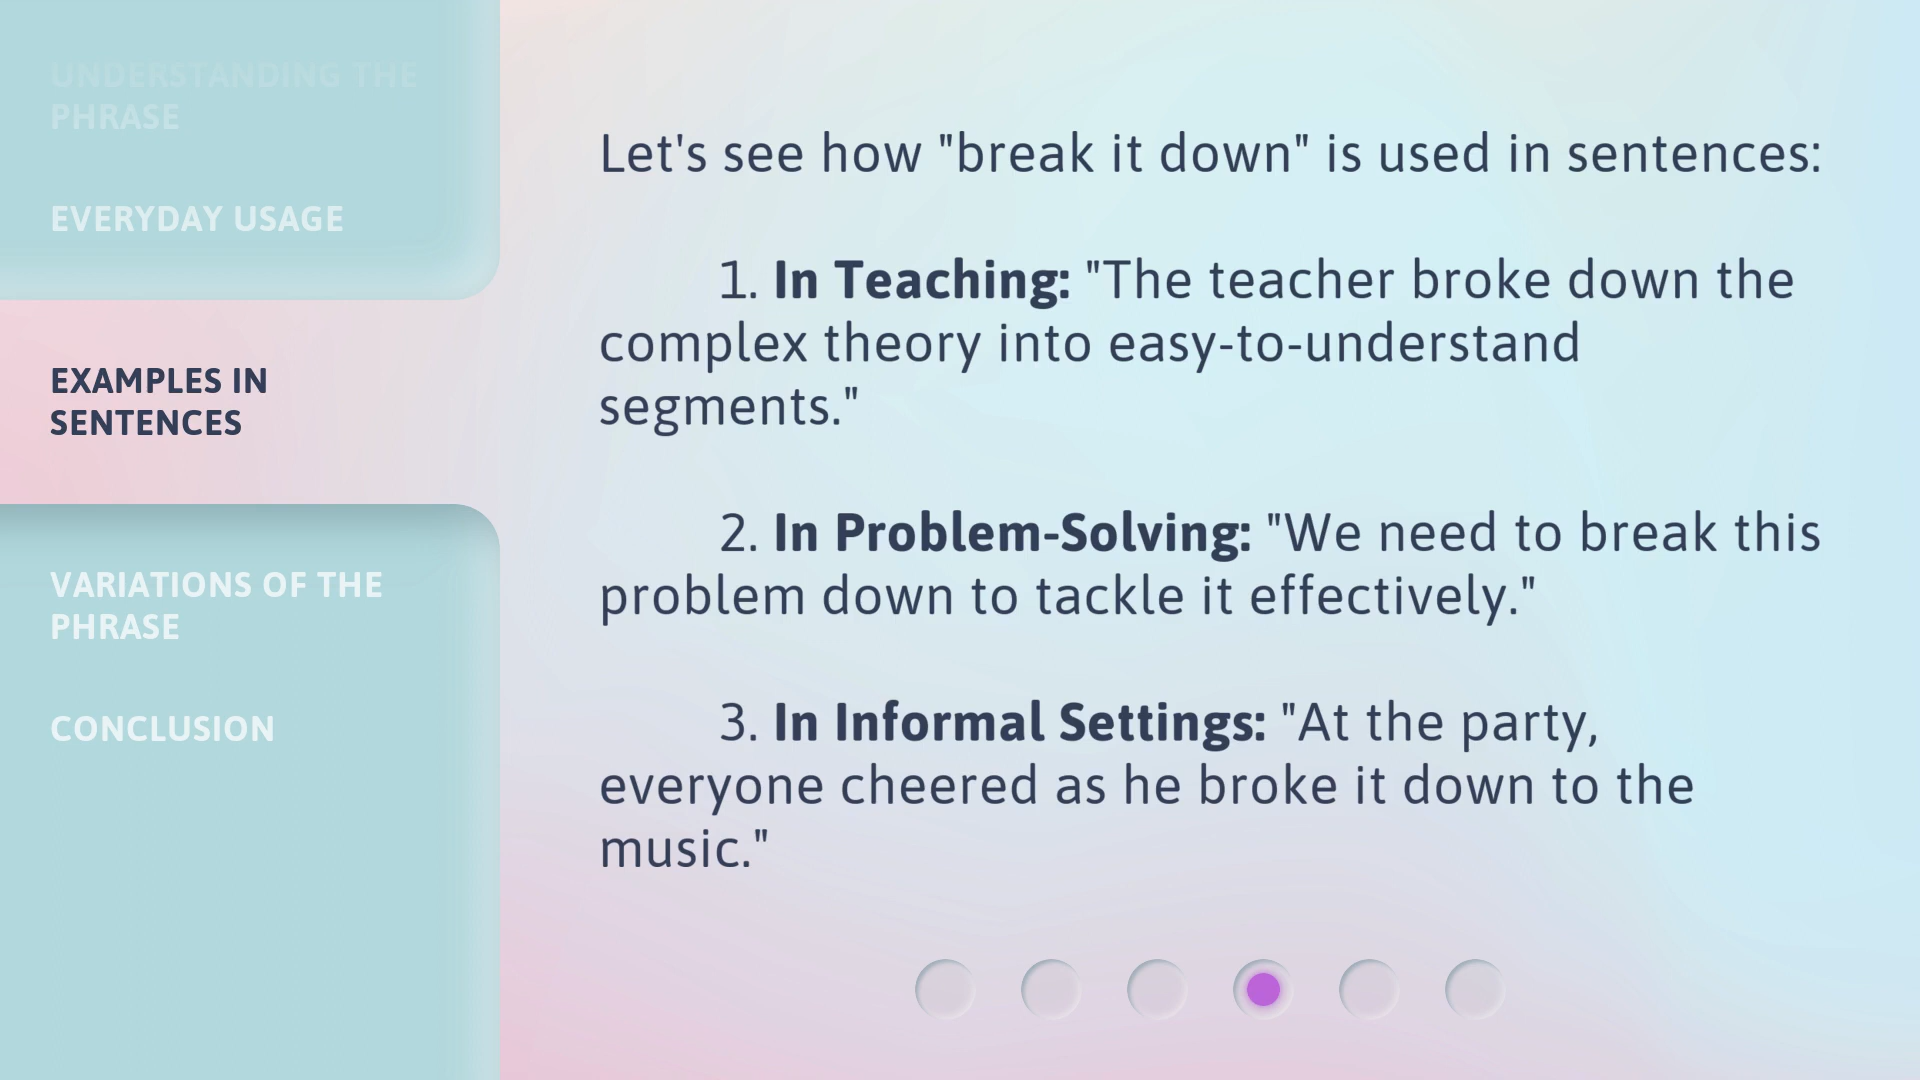 UNDERSTANDING THE
PHRASE
EVERYDAY USAGE
EXAMPLES IN
SENTENCES
VARIATIONS OF THE
PHRASE
CONCLUSION
Let's see how "break it down" is used in sentences:
1. In Teaching: "The teacher broke down the
complex theory into easy-to-understand
segments."
2. In Problem-Solving: "We need to break this
problem down to tackle it effectively."
3. In Informal Settings: "At the party,
everyone cheered as he broke it down to the
music."